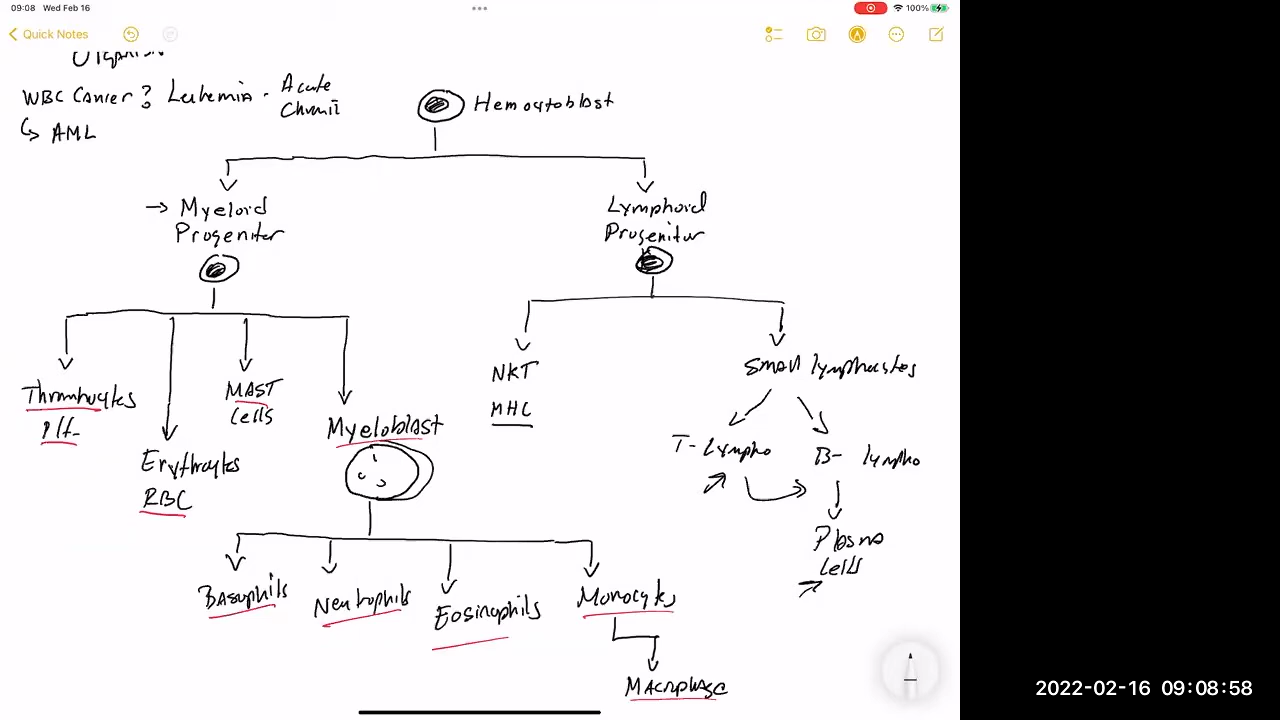 09:08 Wed Feb 16
100%
Quick Notes
WBC Cancer? Leukemia - Acute
Chronic
AML
Hemocytoblast
Myeloid
Progenitor
Lymphoid
Progenitor
Thrombocytes
Plt-
Erythrocytes
RBC
MAST
Cells
Myeloblast
NKT
MHC
Small lymphocytes
T-Lympho
B- lympho
Plasma
Cells
Basophils
Neutrophils
Eosinophils
Monocytes
Macrophage
2022-02-16 09:08:58